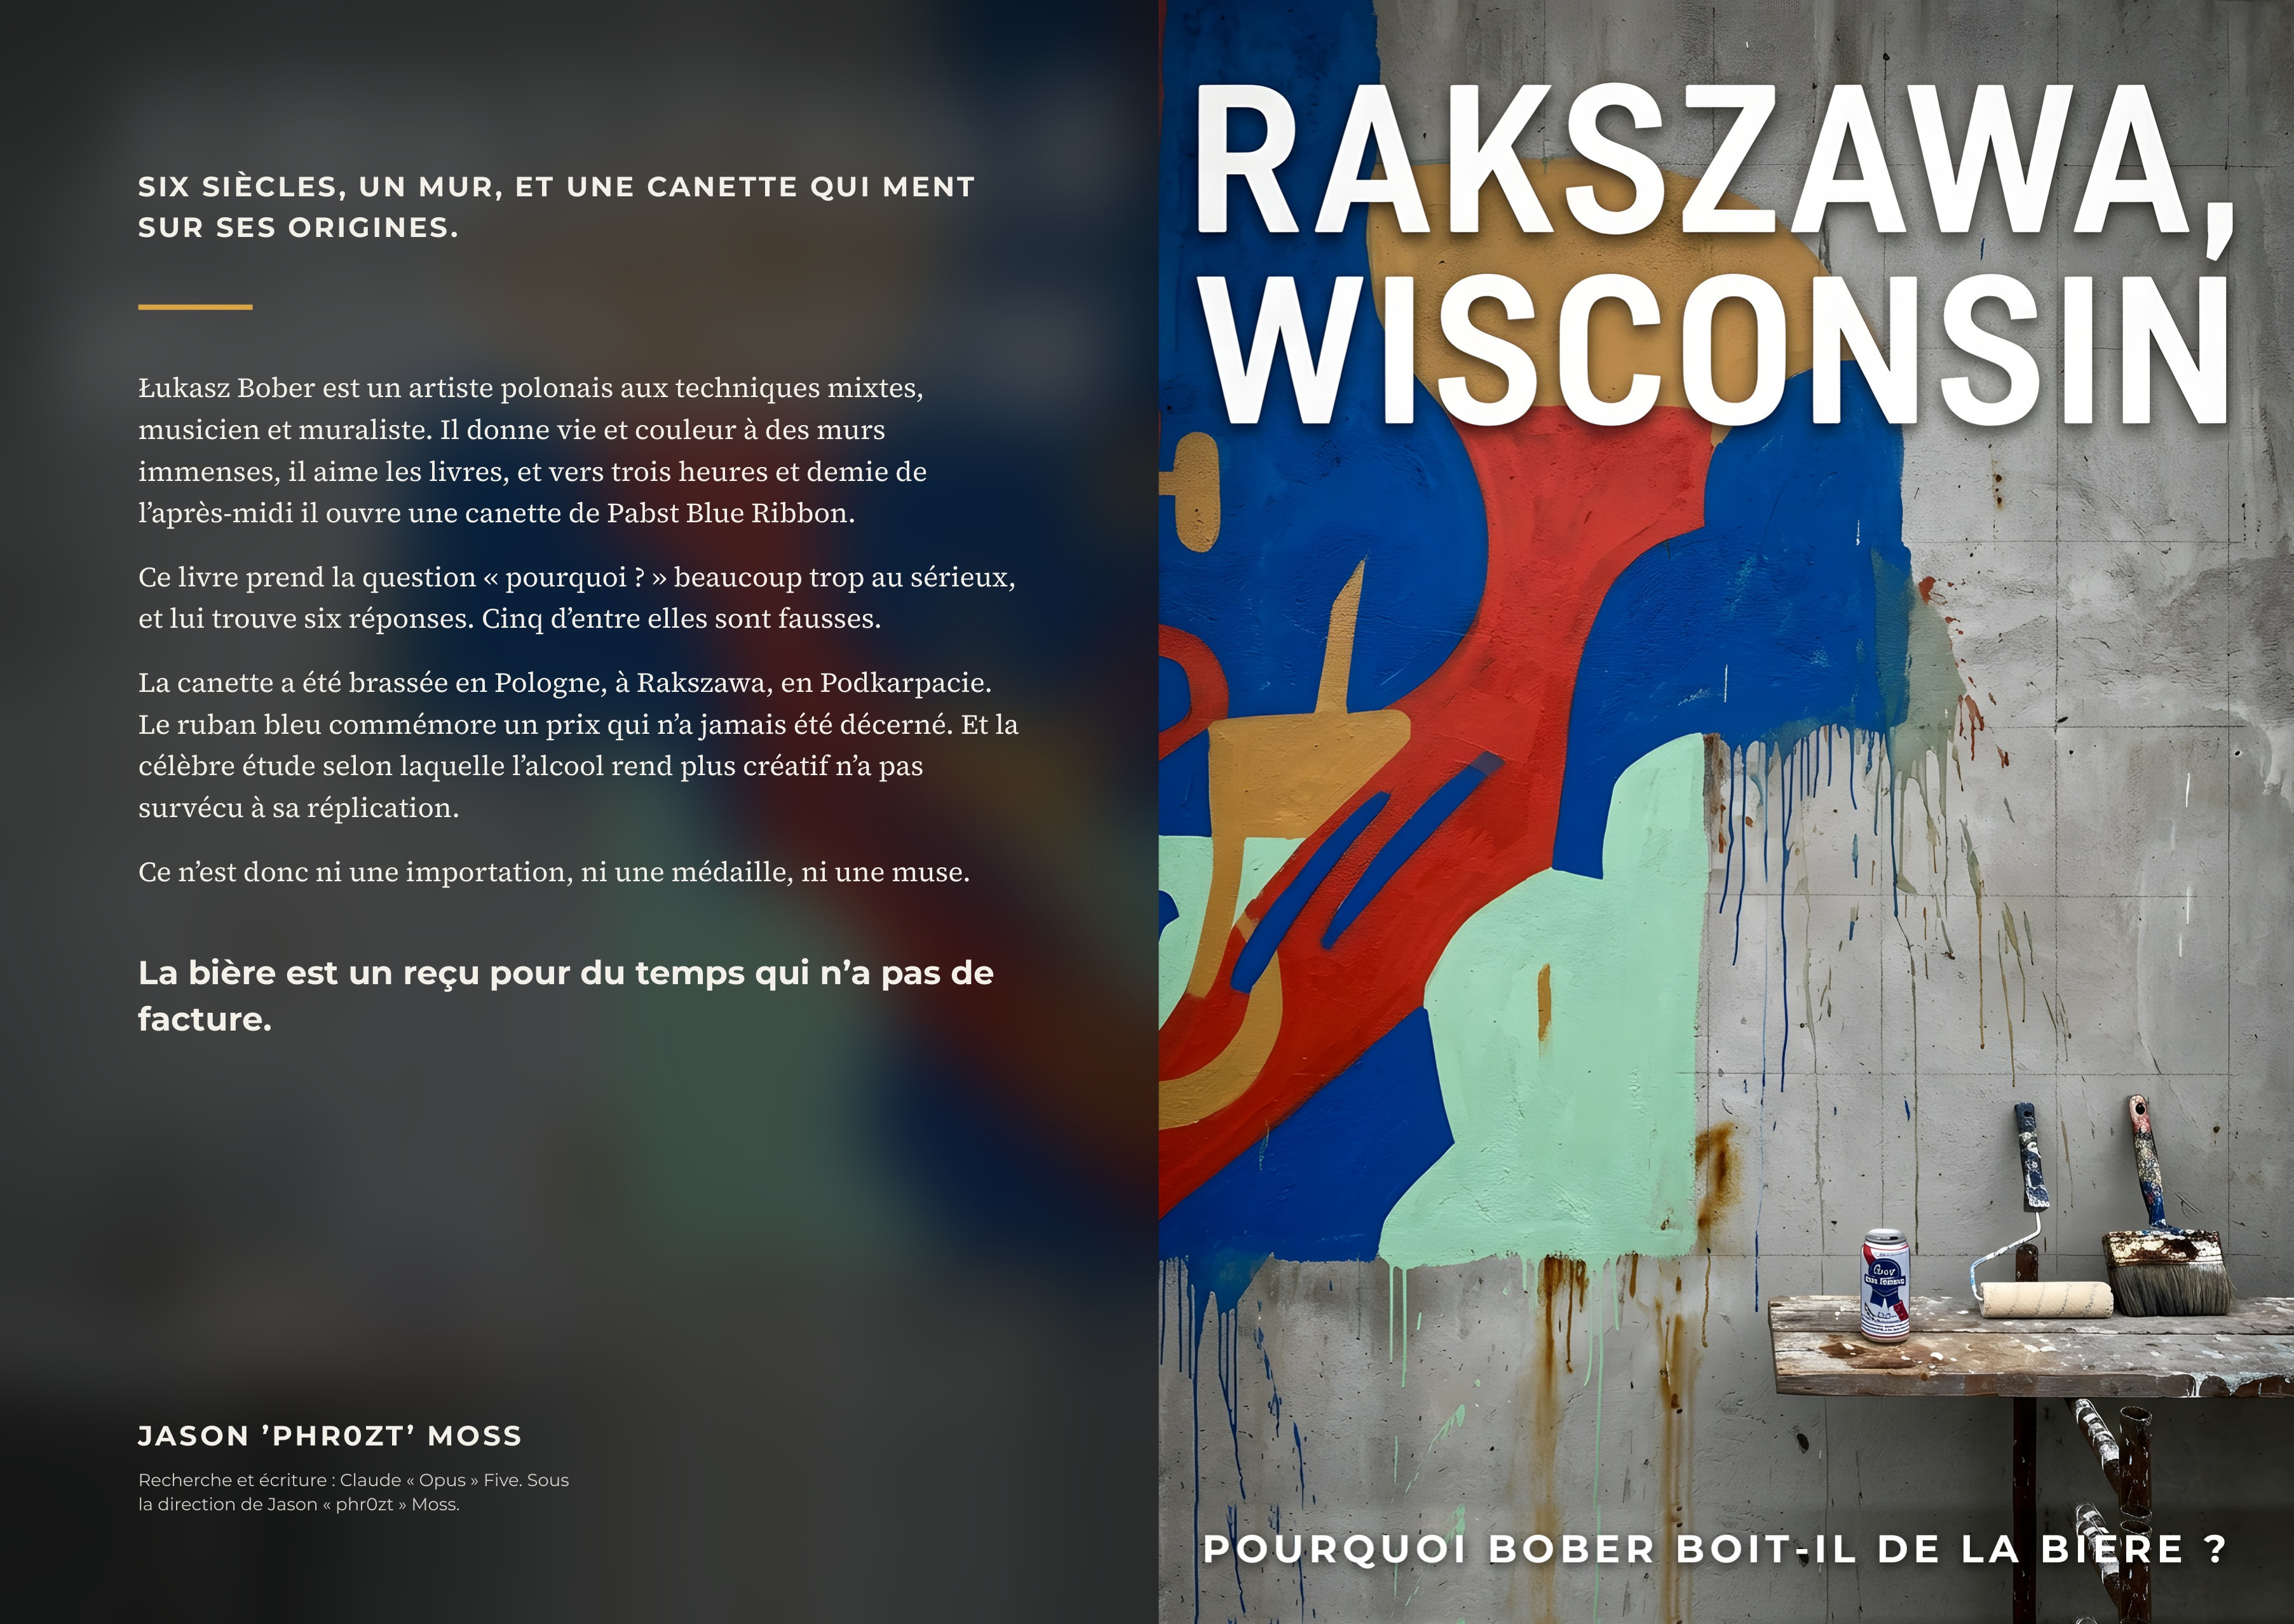 SIX SIÈCLES, UN MUR, ET UNE CANETTE QUI MENT
SUR SES ORIGINES.
Łukasz Bober est un artiste polonais aux techniques mixtes,
musicien et muraliste. Il donne vie et couleur à des murs
immenses, il aime les livres, et vers trois heures et demie de
l’après-midi il ouvre une canette de Pabst Blue Ribbon.
Ce livre prend la question « pourquoi ? » beaucoup trop au sérieux,
et lui trouve six réponses. Cinq d’entre elles sont fausses.
La canette a été brassée en Pologne, à Rakszawa, en Podkarpacie.
Le ruban bleu commémore un prix qui n’a jamais été décerné. Et la
célèbre étude selon laquelle l’alcool rend plus créatif n’a pas
survécu à sa réplication.
Ce n’est donc ni une importation, ni une médaille, ni une muse.
La bière est un reçu pour du temps qui n’a pas de
facture.
JASON ’PHR0ZT’ MOSS
Recherche et écriture : Claude « Opus » Five. Sous
la direction de Jason « phr0zt » Moss.
RAKSZAWA,
WISCONSIN
POURQUOI BOBER BOIT-IL DE LA BIÈRE ?